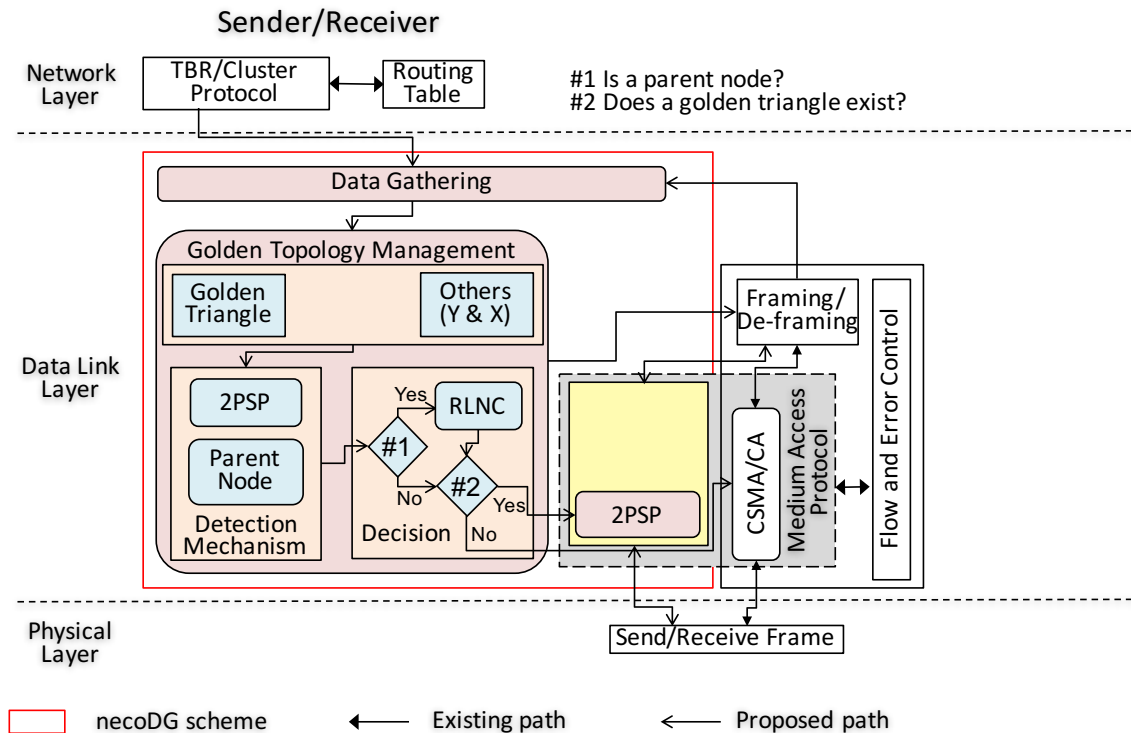 Sender/Receiver
Network
Layer
TBR/Cluster
Protocol
Routing
Table
#1 Is a parent node?
#2 Does a golden triangle exist?
Data Gathering
Golden Topology Management
Golden
Triangle
Others
(Y & X)
Framing/
De-framing
Data Link
Layer
2PSP
Parent
Node
Detection
Mechanism
Yes
RLNC
#1
No
#2
Yes
No
Decision
2PSP
CSMA/CA
Medium Access
Protocol
Flow and Error Control
Physical
Layer
Send/Receive Frame
necoDG scheme
Existing path
Proposed path